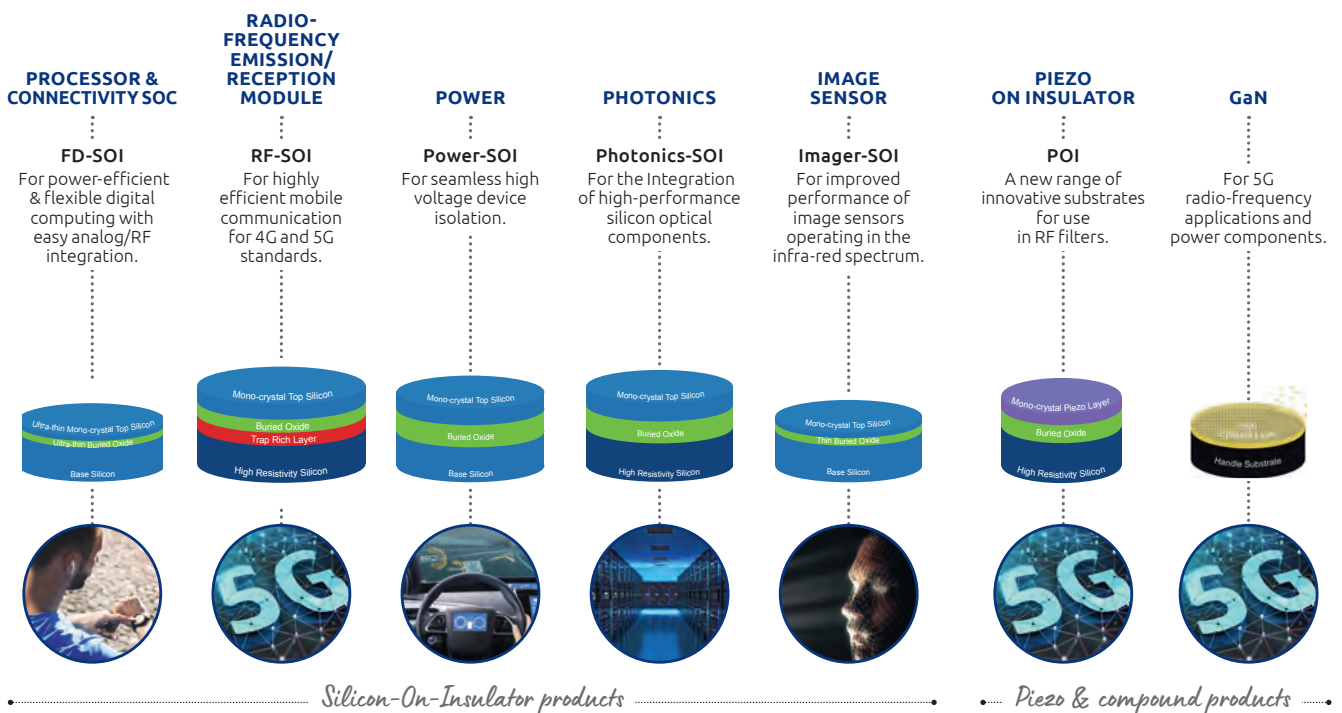 PROCESSOR &
CONNECTIVITY SOC
FD-SOI
For power-efficient
& flexible digital
computing with
easy analog/RF
integration.
Ultra-thin Mono-crystal Top Silicon
Ultra-thin Buried Oxide
Base Silicon
RADIO-
FREQUENCY
EMISSION/
RECEPTION
MODULE
RF-SOI
For highly
efficient mobile
communication
for 4G and 5G
standards.
Mono-crystal Top Silicon
Buried Oxide
Trap Rich Layer
High Resistivity Silicon
5G
POWER
Power-SOI
For seamless high
voltage device
isolation.
Mono-crystal Top Silicon
Buried Oxide
Base Silicon
PHOTONICS
Photonics-SOI
For the Integration
of high-performance
silicon optical
components.
Mono-crystal Top Silicon
Buried Oxide
High Resistivity Silicon
IMAGE
SENSOR
Imager-SOI
For improved
performance of
image sensors
operating in the
infra-red spectrum.
Mono-crystal Top Silicon
Thin Buried Oxide
Base Silicon
PIEZO
ON INSULATOR
POI
A new range of
innovative substrates
for use
in RF filters.
Mono-crystal Piezo Layer
Buried Oxide
High Resistivity Silicon
5G
GaN
For 5G
radio-frequency
applications and
power components.
Handle Substrate
5G
Silicon-On-Insulator products
Piezo & compound products